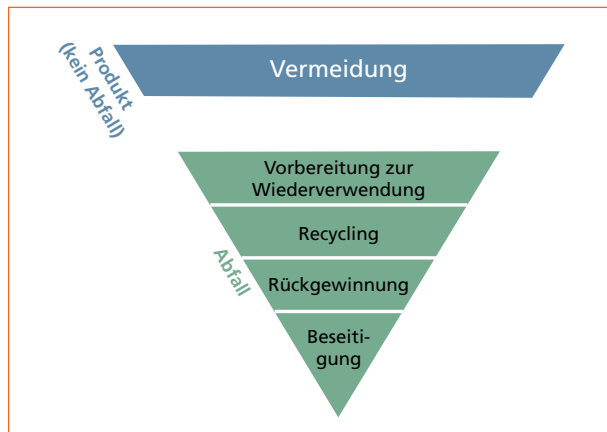 Produkt
(kein Abfall)
Vermeidung
Vorbereitung zur
Wiederverwendung
Recycling
Abfall
Rückgewinnung
Beseiti-
gung